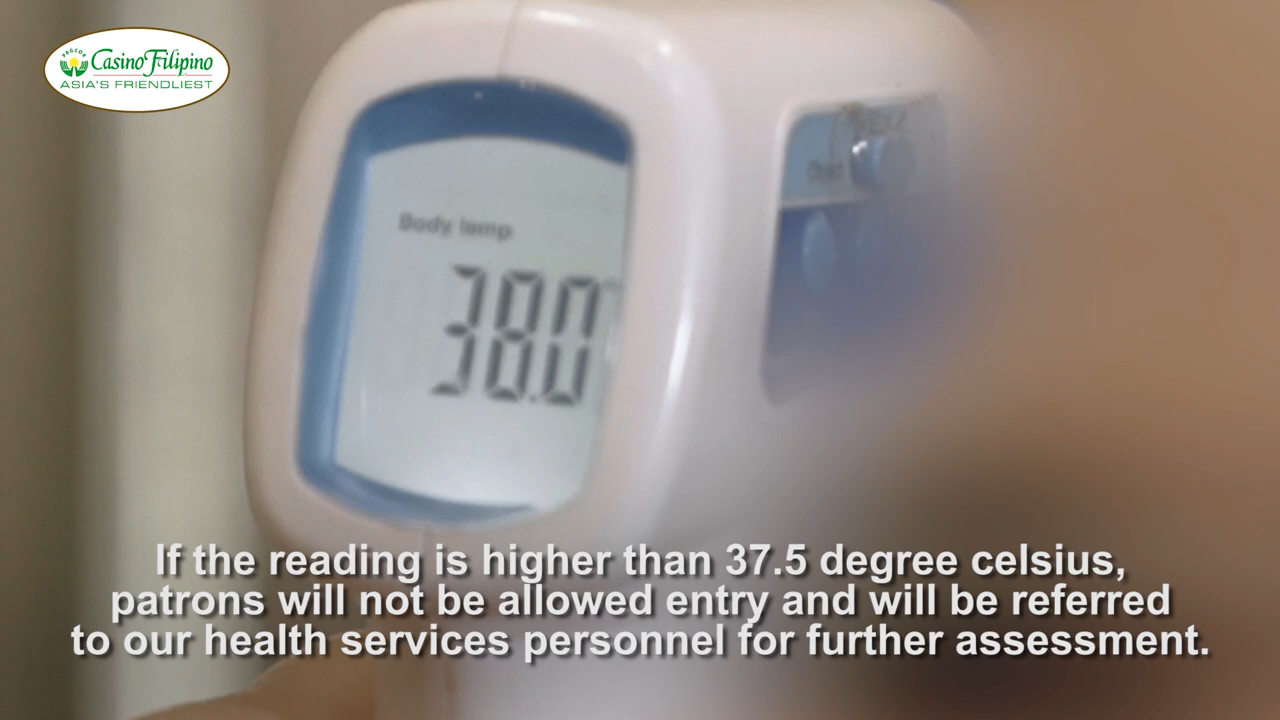 PAGCOR
Casino Filipino
ASIA'S FRIENDLIEST
Body temp
38.0
If the reading is higher than 37.5 degree celsius,
patrons will not be allowed entry and will be referred
to our health services personnel for further assessment.